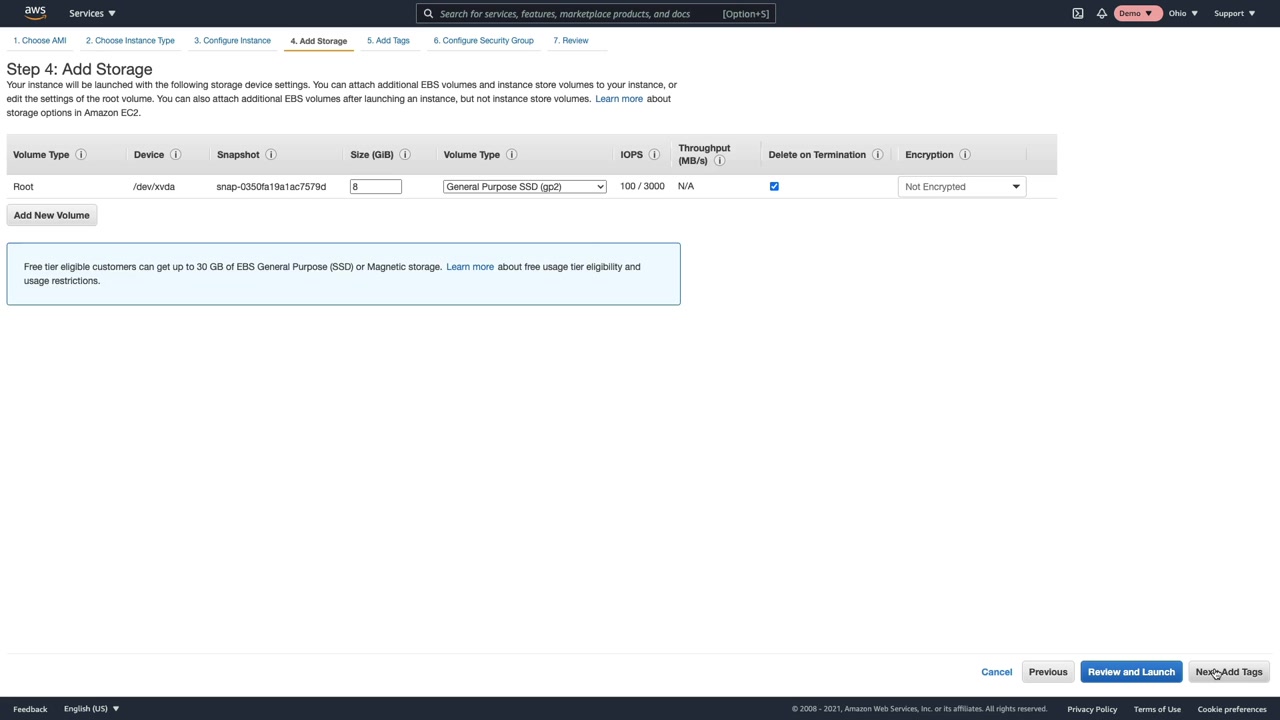 aws
Services
Search for services, features, marketplace products, and docs [Option+S]
Demo
Ohio
Support
1. Choose AMI
2. Choose Instance Type
3. Configure Instance
4. Add Storage
5. Add Tags
6. Configure Security Group
7. Review
Step 4: Add Storage
Your instance will be launched with the following storage device settings. You can attach additional EBS volumes and instance store volumes to your instance, or
edit the settings of the root volume. You can also attach additional EBS volumes after launching an instance, but not instance store volumes. Learn more about
storage options in Amazon EC2.
Volume Type Device Snapshot Size (GiB) Volume Type IOPS Throughput (MB/s) Delete on Termination Encryption
Root /dev/xvda snap-0350fa19a1ac7579d 8 General Purpose SSD (gp2) 100 / 3000 N/A Not Encrypted
Add New Volume
Free tier eligible customers can get up to 30 GB of EBS General Purpose (SSD) or Magnetic storage. Learn more about free usage tier eligibility and
usage restrictions.
Cancel Previous Review and Launch Next: Add Tags
Feedback English (US) © 2008 - 2021, Amazon Web Services, Inc. or its affiliates. All rights reserved. Privacy Policy Terms of Use Cookie preferences